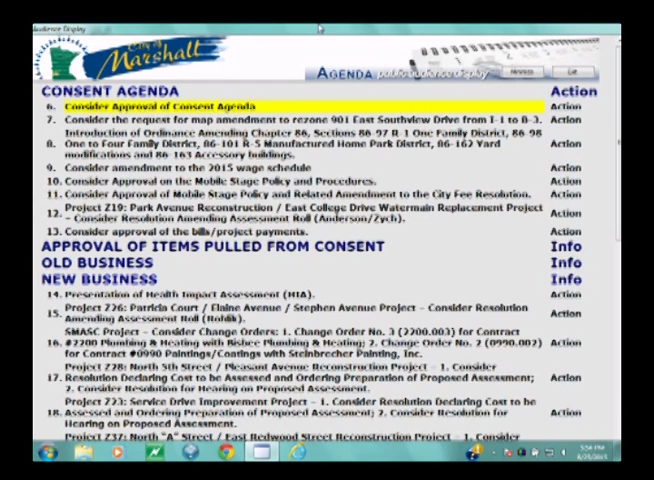 Audience Display
City of
Marshall
AGENDA public audience display
Exit
CONSENT AGENDA Action
6. Consider Approval of Consent Agenda Action
7. Consider the request for map amendment to rezone 901 East Southview Drive from I-1 to B-3. Action
Introduction of Ordinance Amending Chapter 86, Sections 86-97 R-1 One Family District, 86-98
8. One to Four Family District, 86-101 R-5 Manufactured Home Park District, 86-162 Yard Action
modifications and 86-163 Accessory buildings.
9. Consider amendment to the 2015 wage schedule Action
10. Consider Approval on the Mobile Stage Policy and Procedures. Action
11. Consider Approval of Mobile Stage Policy and Related Amendment to the City Fee Resolution. Action
Project Z19: Park Avenue Reconstruction / East College Drive Watermain Replacement Project
12. – Consider Resolution Amending Assessment Roll (Anderson/Zych). Action
13. Consider approval of the bills/project payments. Action
APPROVAL OF ITEMS PULLED FROM CONSENT Info
OLD BUSINESS Info
NEW BUSINESS Info
14. Presentation of Health Impact Assessment (HIA). Action
Project Z26: Patricia Court / Elaine Avenue / Stephen Avenue Project – Consider Resolution
15. Amending Assessment Roll Action
SMASC Project – Consider Change Orders: 1. Change Order No. 3 (2200.003) for Contract
16. #2200 Plumbing & Heating with Bisbee Plumbing & Heating; 2. Change Order No. 2 (0990.002) Action
for Contract #0990 Paintings/Coatings with Steinbrecher Painting, Inc.
Project Z28: North 5th Street / Pleasant Avenue Reconstruction Project – 1. Consider
17. Resolution Declaring Cost to be Assessed and Ordering Preparation of Proposed Assessment; Action
2. Consider Resolution for Hearing on Proposed Assessment.
Project Z23: Service Drive Improvement Project – 1. Consider Resolution Declaring Cost to be
18. Assessed and Ordering Preparation of Proposed Assessment; 2. Consider Resolution for Action
Hearing on Proposed Assessment.
Project Z37: North "A" Street / East Redwood Street Reconstruction Project – 1. Consider
5:54 PM